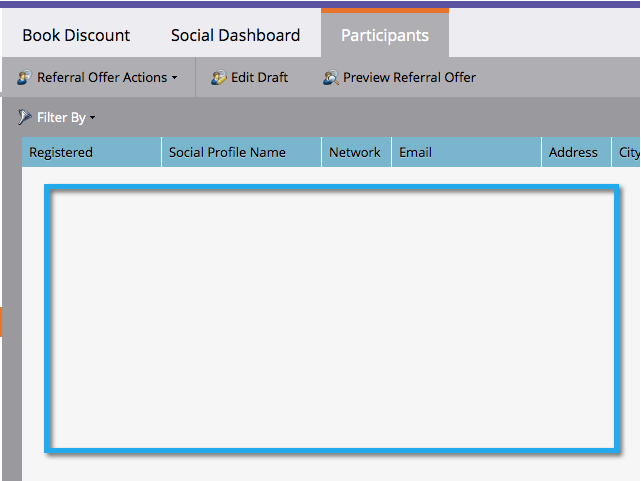 Book Discount Social Dashboard Participants
Referral Offer Actions Edit Draft Preview Referral Offer
Filter By
Registered Social Profile Name Network Email Address City